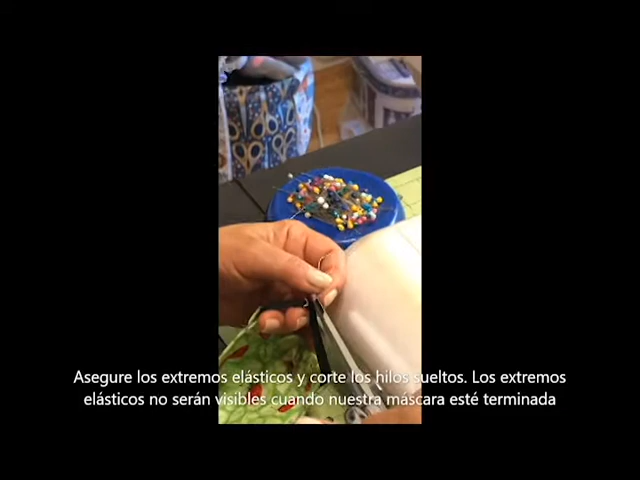 Asegure los extremos elásticos y corte los hilos sueltos. Los extremos
elásticos no serán visibles cuando nuestra máscara esté terminada